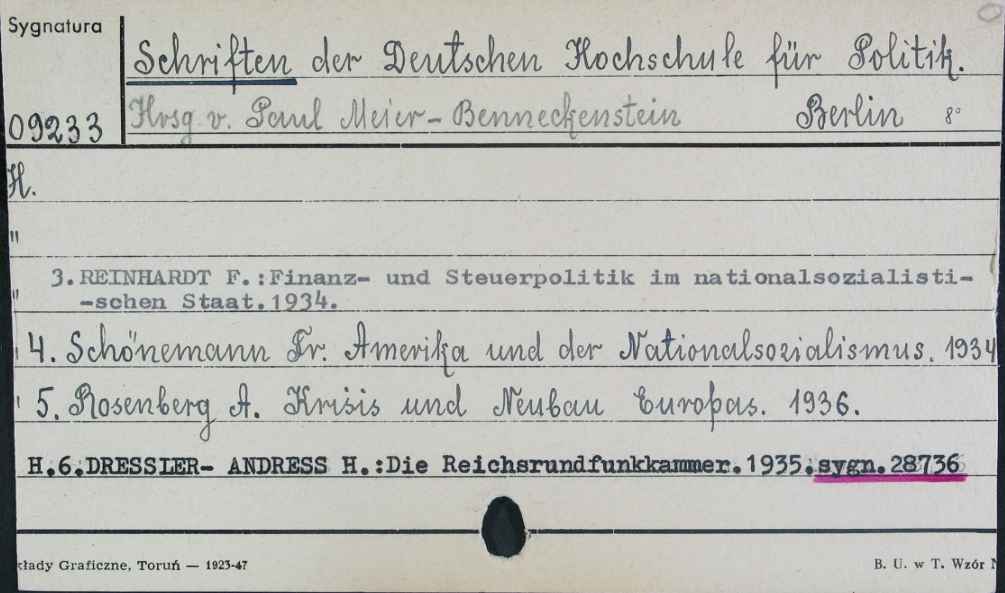 Sygnatura
Schriften der Deutschen Hochschule für Politik.
09233
Hrsg v. Paul Meier-Benneckenstein Berlin 8°
H.
"
3. REINHARDT F.:Finanz- und Steuerpolitik im nationalsozialisti-
" -schen Staat.1934.
" 4. Schönemann Fr. Amerika und der Nationalsozialismus. 1934
" 5. Rosenberg A. Krisis und Neubau Europas. 1936.
H.6.DRESSLER- ANDRESS H.:Die Reichsrundfunkkammer.1935.sygn.28736
kłady Graficzne, Toruń — 1923-47
B. U. w T. Wzór